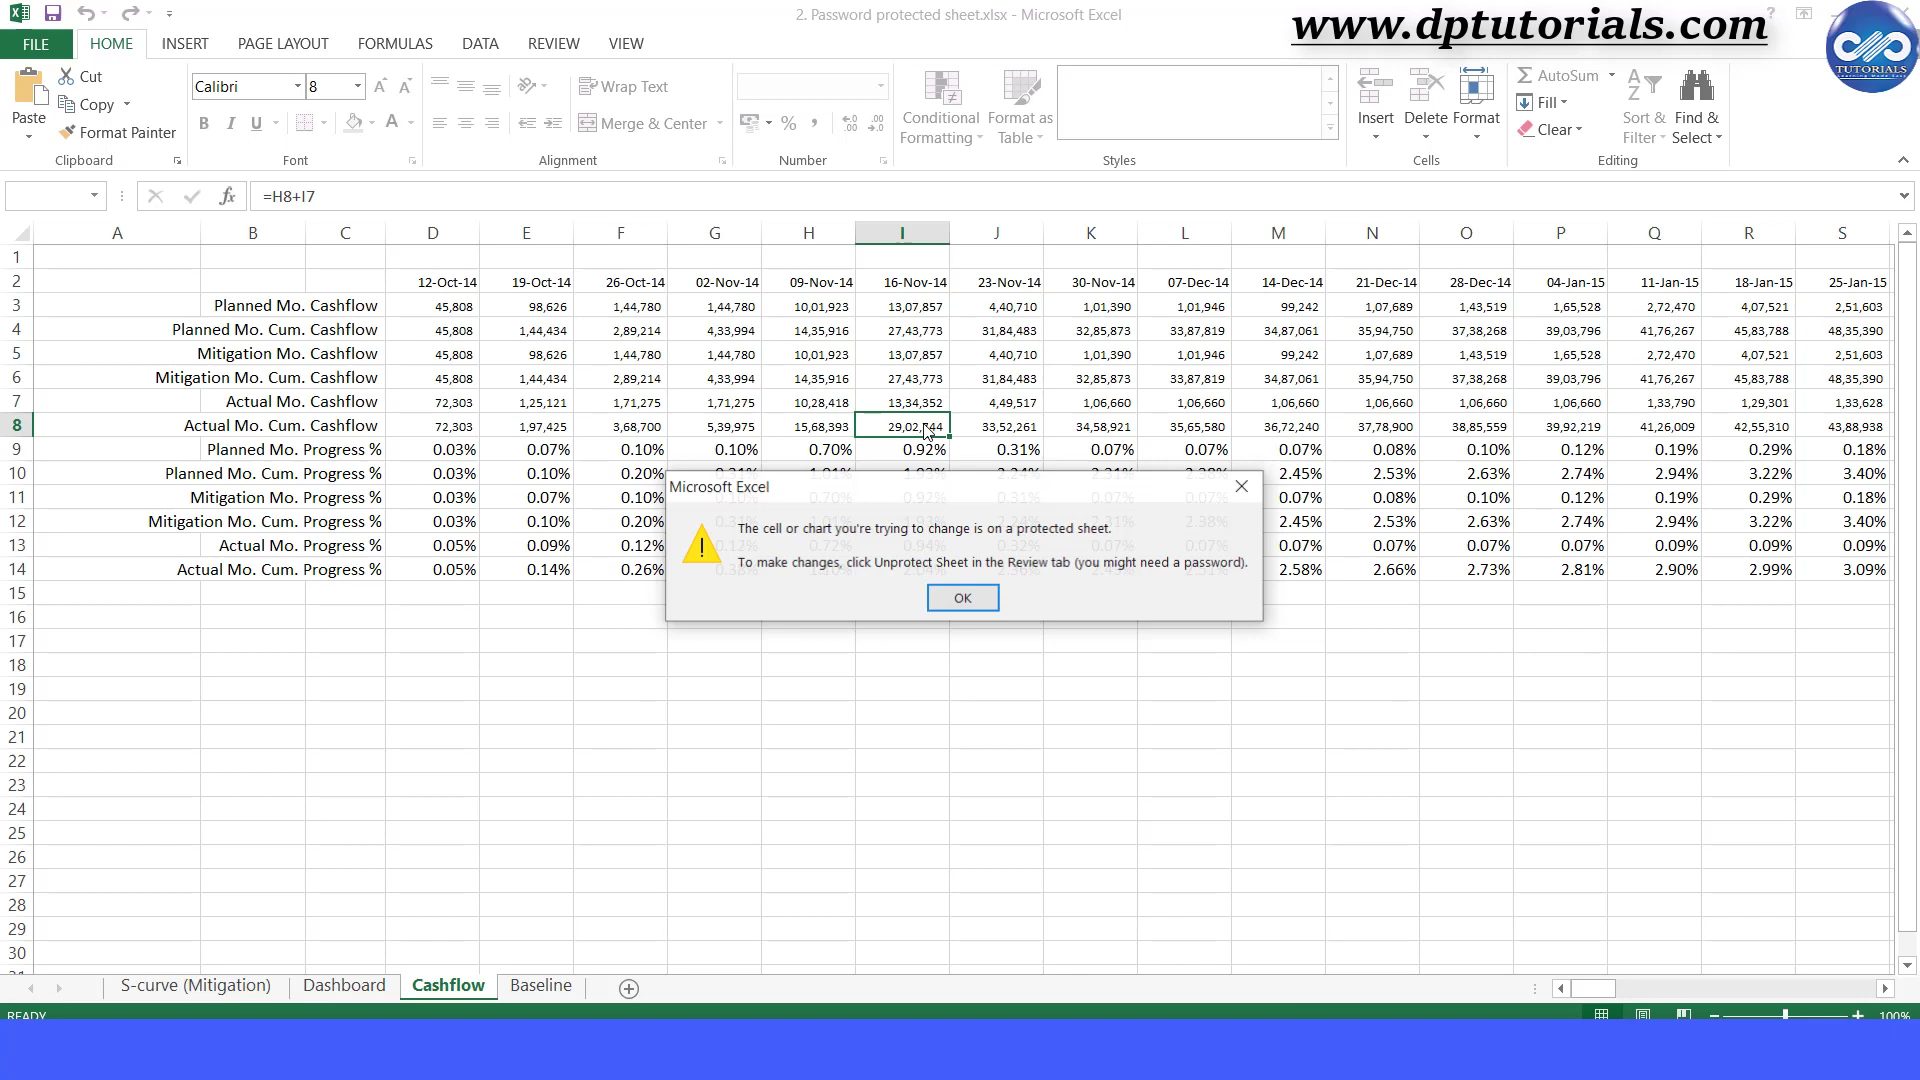 2. Password protected sheet.xlsx - Microsoft Excel
www.dptutorials.com
TUTORIALS
FILE HOME INSERT PAGE LAYOUT FORMULAS DATA REVIEW VIEW
Paste
Cut
Copy
Format Painter
Clipboard
Calibri 8
B I U A
Font
Wrap Text
Merge & Center
Alignment
%
Number
Conditional Formatting
Format as Table
Styles
Insert Delete Format
Cells
AutoSum
Fill
Clear
Sort & Filter
Find & Select
Editing
fx =H8+I7
A B C D E F G H I J K L M N O P Q R S
1
2 12-Oct-14 19-Oct-14 26-Oct-14 02-Nov-14 09-Nov-14 16-Nov-14 23-Nov-14 30-Nov-14 07-Dec-14 14-Dec-14 21-Dec-14 28-Dec-14 04-Jan-15 11-Jan-15 18-Jan-15 25-Jan-15
3 Planned Mo. Cashflow 45,808 98,626 1,44,780 1,44,780 10,01,923 13,07,857 4,40,710 1,01,390 1,01,946 99,242 1,07,689 1,43,519 1,65,528 2,72,470 4,07,521 2,51,603
4 Planned Mo. Cum. Cashflow 45,808 1,44,434 2,89,214 4,33,994 14,35,916 27,43,773 31,84,483 32,85,873 33,87,819 34,87,061 35,94,750 37,38,268 39,03,796 41,76,267 45,83,788 48,35,390
5 Mitigation Mo. Cashflow 45,808 98,626 1,44,780 1,44,780 10,01,923 13,07,857 4,40,710 1,01,390 1,01,946 99,242 1,07,689 1,43,519 1,65,528 2,72,470 4,07,521 2,51,603
6 Mitigation Mo. Cum. Cashflow 45,808 1,44,434 2,89,214 4,33,994 14,35,916 27,43,773 31,84,483 32,85,873 33,87,819 34,87,061 35,94,750 37,38,268 39,03,796 41,76,267 45,83,788 48,35,390
7 Actual Mo. Cashflow 72,303 1,25,121 1,71,275 1,71,275 10,28,418 13,34,352 4,49,517 1,06,660 1,06,660 1,06,660 1,06,660 1,06,660 1,06,660 1,33,790 1,29,301 1,33,628
8 Actual Mo. Cum. Cashflow 72,303 1,97,425 3,68,700 5,39,975 15,68,393 33,52,261 34,58,921 35,65,580 36,72,240 37,78,900 38,85,559 39,92,219 41,26,009 42,55,310 43,88,938
9 Planned Mo. Progress % 0.03% 0.07% 0.10% 0.10% 0.70% 0.92% 0.31% 0.07% 0.07% 0.07% 0.08% 0.10% 0.12% 0.19% 0.29% 0.18%
10 Planned Mo. Cum. Progress % 0.03% 0.10% 0.20% 2.45% 2.53% 2.63% 2.74% 2.94% 3.22% 3.40%
11 Mitigation Mo. Progress % 0.03% 0.07% 0.10% 0.10% 0.70% 0.92% 0.31% 0.07% 0.07% 0.07% 0.08% 0.10% 0.12% 0.19% 0.29% 0.18%
12 Mitigation Mo. Cum. Progress % 0.03% 0.10% 0.20% 2.38% 2.45% 2.53% 2.63% 2.74% 2.94% 3.22% 3.40%
13 Actual Mo. Progress % 0.05% 0.09% 0.12% 0.12% 0.72% 0.94% 0.32% 0.07% 0.07% 0.07% 0.07% 0.07% 0.07% 0.09% 0.09% 0.09%
14 Actual Mo. Cum. Progress % 0.05% 0.14% 0.26% 2.58% 2.66% 2.73% 2.81% 2.90% 2.99% 3.09%
Microsoft Excel
The cell or chart you're trying to change is on a protected sheet.
To make changes, click Unprotect Sheet in the Review tab (you might need a password).
OK
15
16
17
18
19
20
21
22
23
24
25
26
27
28
29
30
S-curve (Mitigation) Dashboard Cashflow Baseline
READY 100%